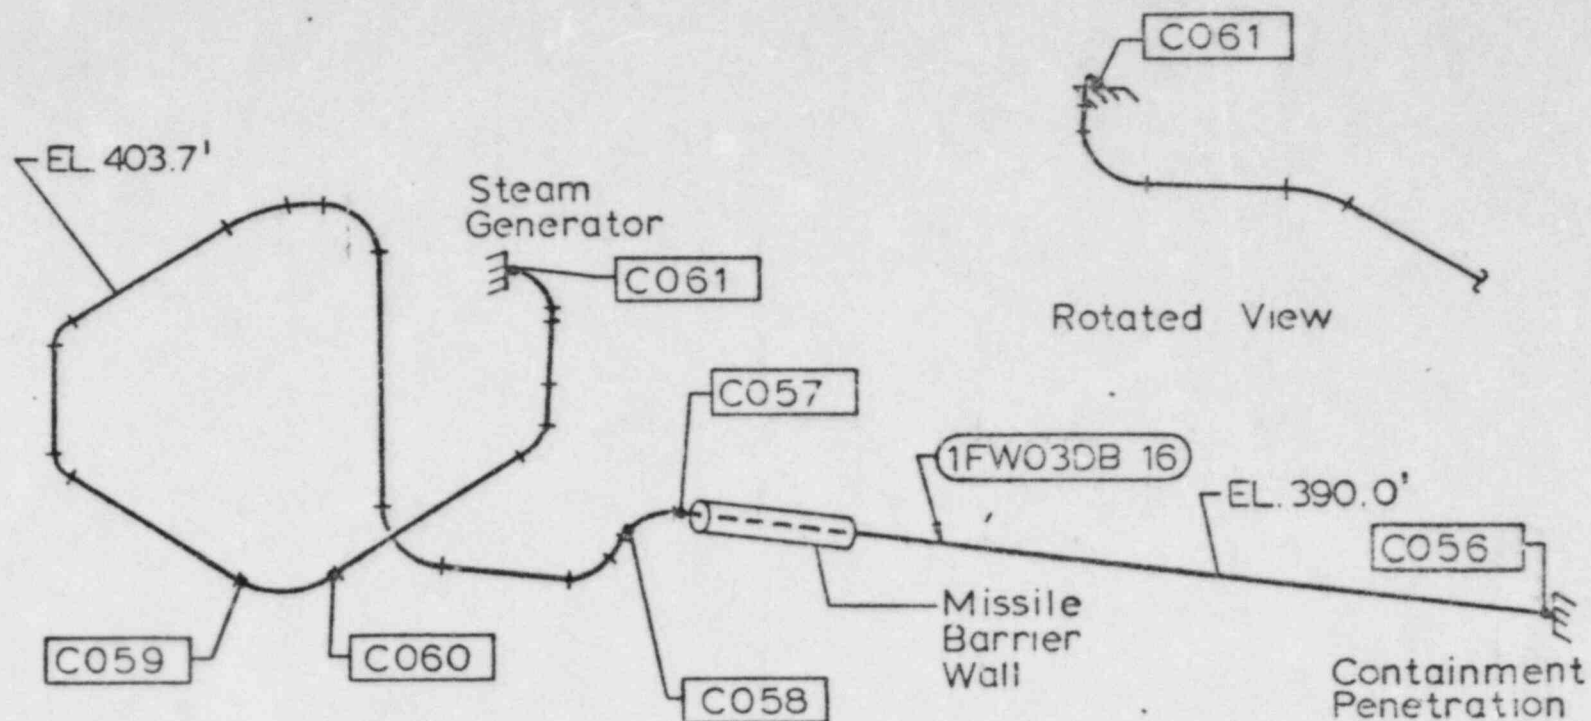 C061
EL. 403.7'
Steam
Generator
C061
Rotated View
C057
1FW03DB 16
EL. 390.0'
C056
Missile
Barrier
Wall
C059
C060
C058
Containment
Penetration